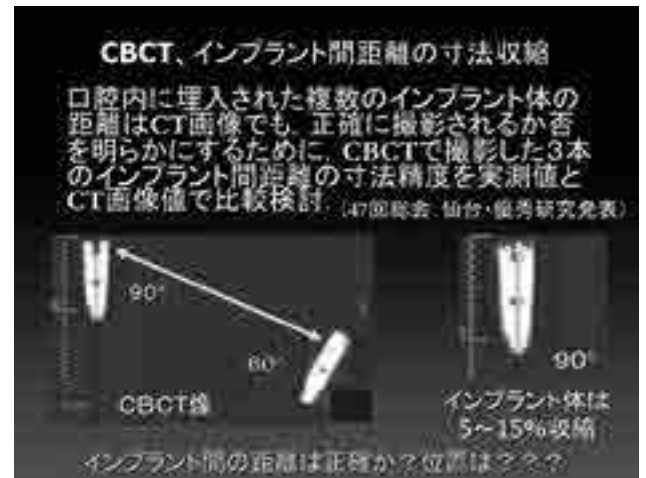 CBCT、インプラント間距離の寸法収縮
口腔内に埋入された複数のインプラント体の
距離はCT画像でも、正確に撮影されるか否
を明らかにするために、CBCTで撮影した3本
のインプラント間距離の寸法精度を実測値と
CT画像値で比較検討.(47回総会、仙台・優秀研究発表)
90°
60°
CBCT像
90°
インプラント体は
5〜15%収縮
インプラント間の距離は正確か?位置は???